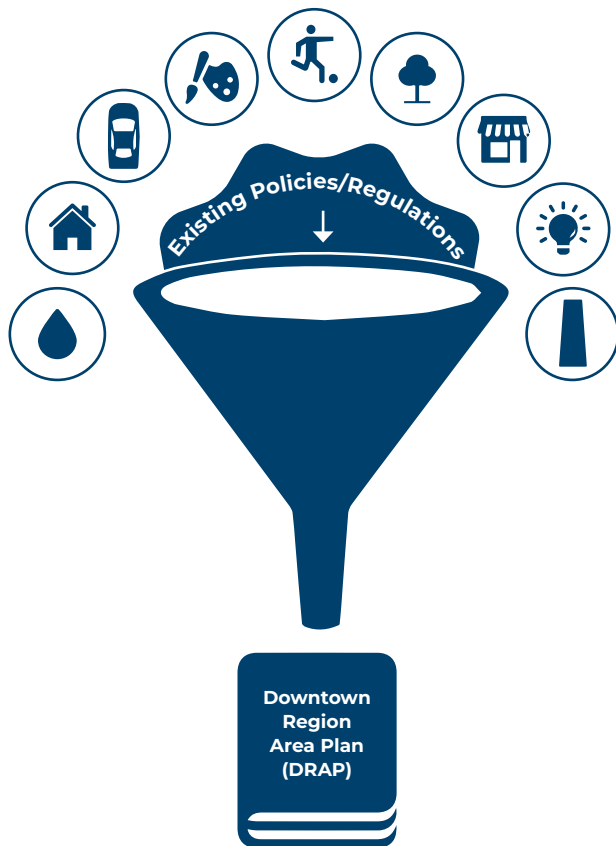 Existing Policies/Regulations
Downtown
Region
Area Plan
(DRAP)